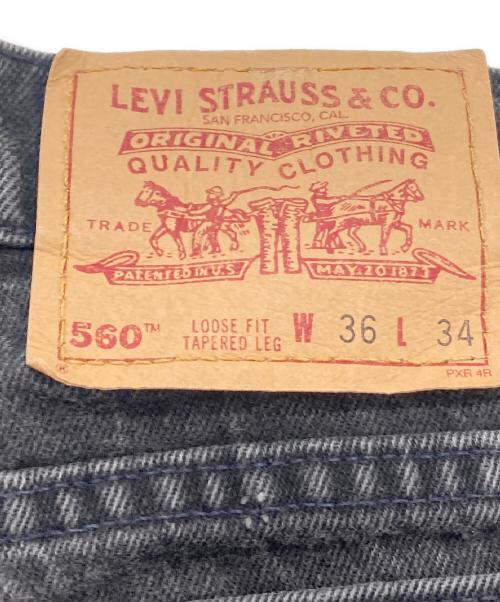 LEVI STRAUSS & CO.
SAN FRANCISCO, CAL.
ORIGINAL RIVETED
QUALITY CLOTHING
TRADE MARK
PATENTED IN U.S. MAY 20 1873
560™ LOOSE FIT TAPERED LEG W 36 L 34
® PXR 4R